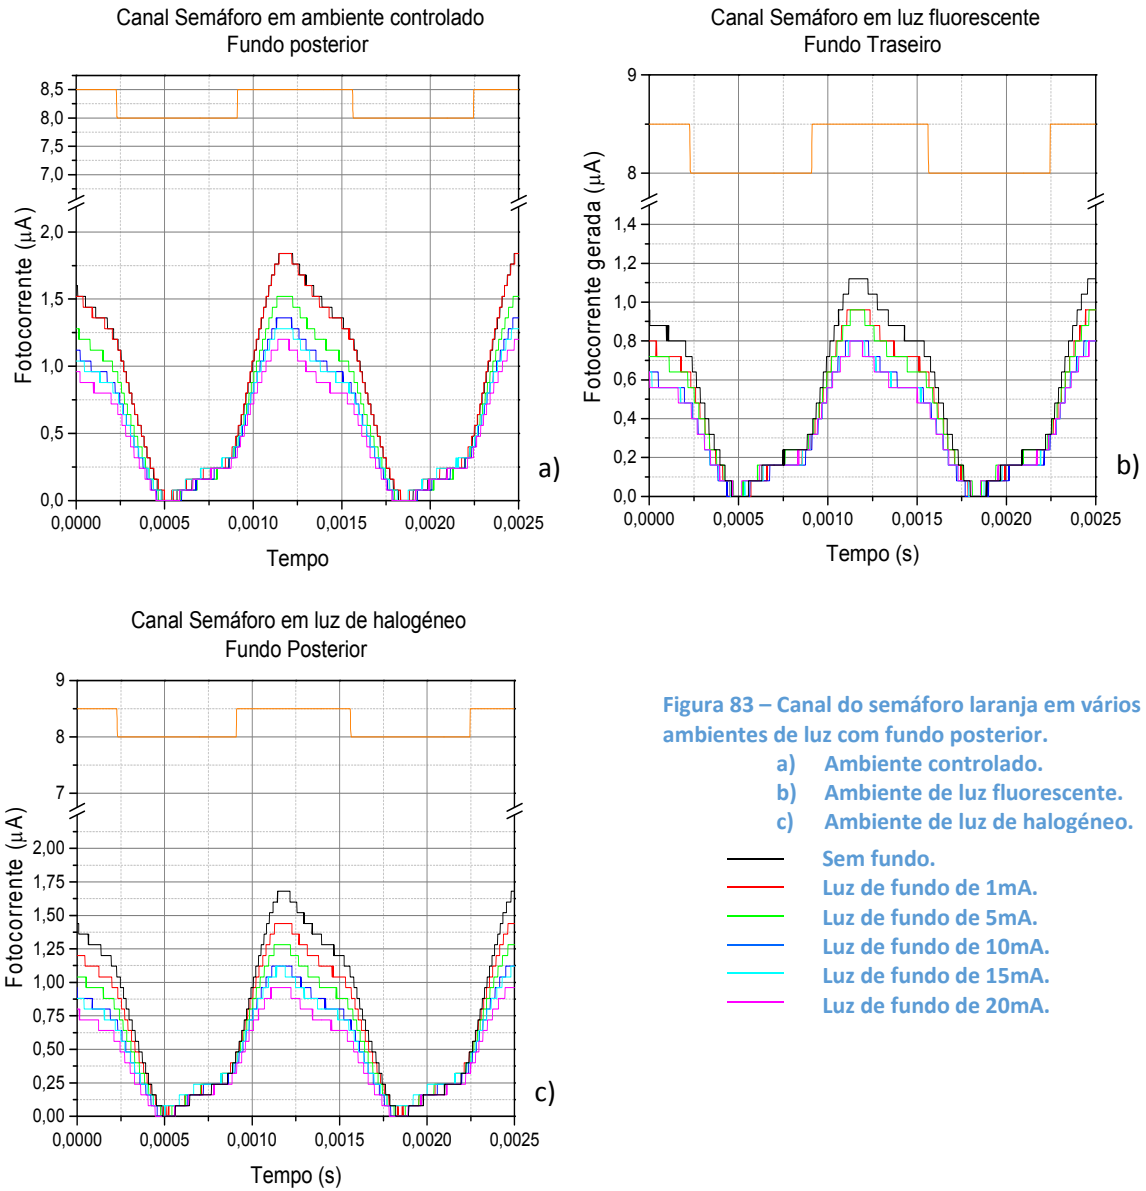 Canal Semáforo em ambiente controlado
Fundo posterior
8,5
8,0
7,5
7,0
2,0
1,5
1,0
0,5
0,0
Fotocorrente (µA)
0,0000 0,0005 0,0010 0,0015 0,0020 0,0025
Tempo
a)
Canal Semáforo em luz fluorescente
Fundo Traseiro
9
8
1,4
1,2
1,0
0,8
0,6
0,4
0,2
0,0
Fotocorrente gerada (µA)
0,0000 0,0005 0,0010 0,0015 0,0020 0,0025
Tempo (s)
b)
Canal Semáforo em luz de halogéneo
Fundo Posterior
9
8
7
2,00
1,75
1,50
1,25
1,00
0,75
0,50
0,25
0,00
Fotocorrente (µA)
0,0000 0,0005 0,0010 0,0015 0,0020 0,0025
Tempo (s)
c)
Figura 83 – Canal do semáforo laranja em vários
ambientes de luz com fundo posterior.
a) Ambiente controlado.
b) Ambiente de luz fluorescente.
c) Ambiente de luz de halogéneo.
Sem fundo.
Luz de fundo de 1mA.
Luz de fundo de 5mA.
Luz de fundo de 10mA.
Luz de fundo de 15mA.
Luz de fundo de 20mA.